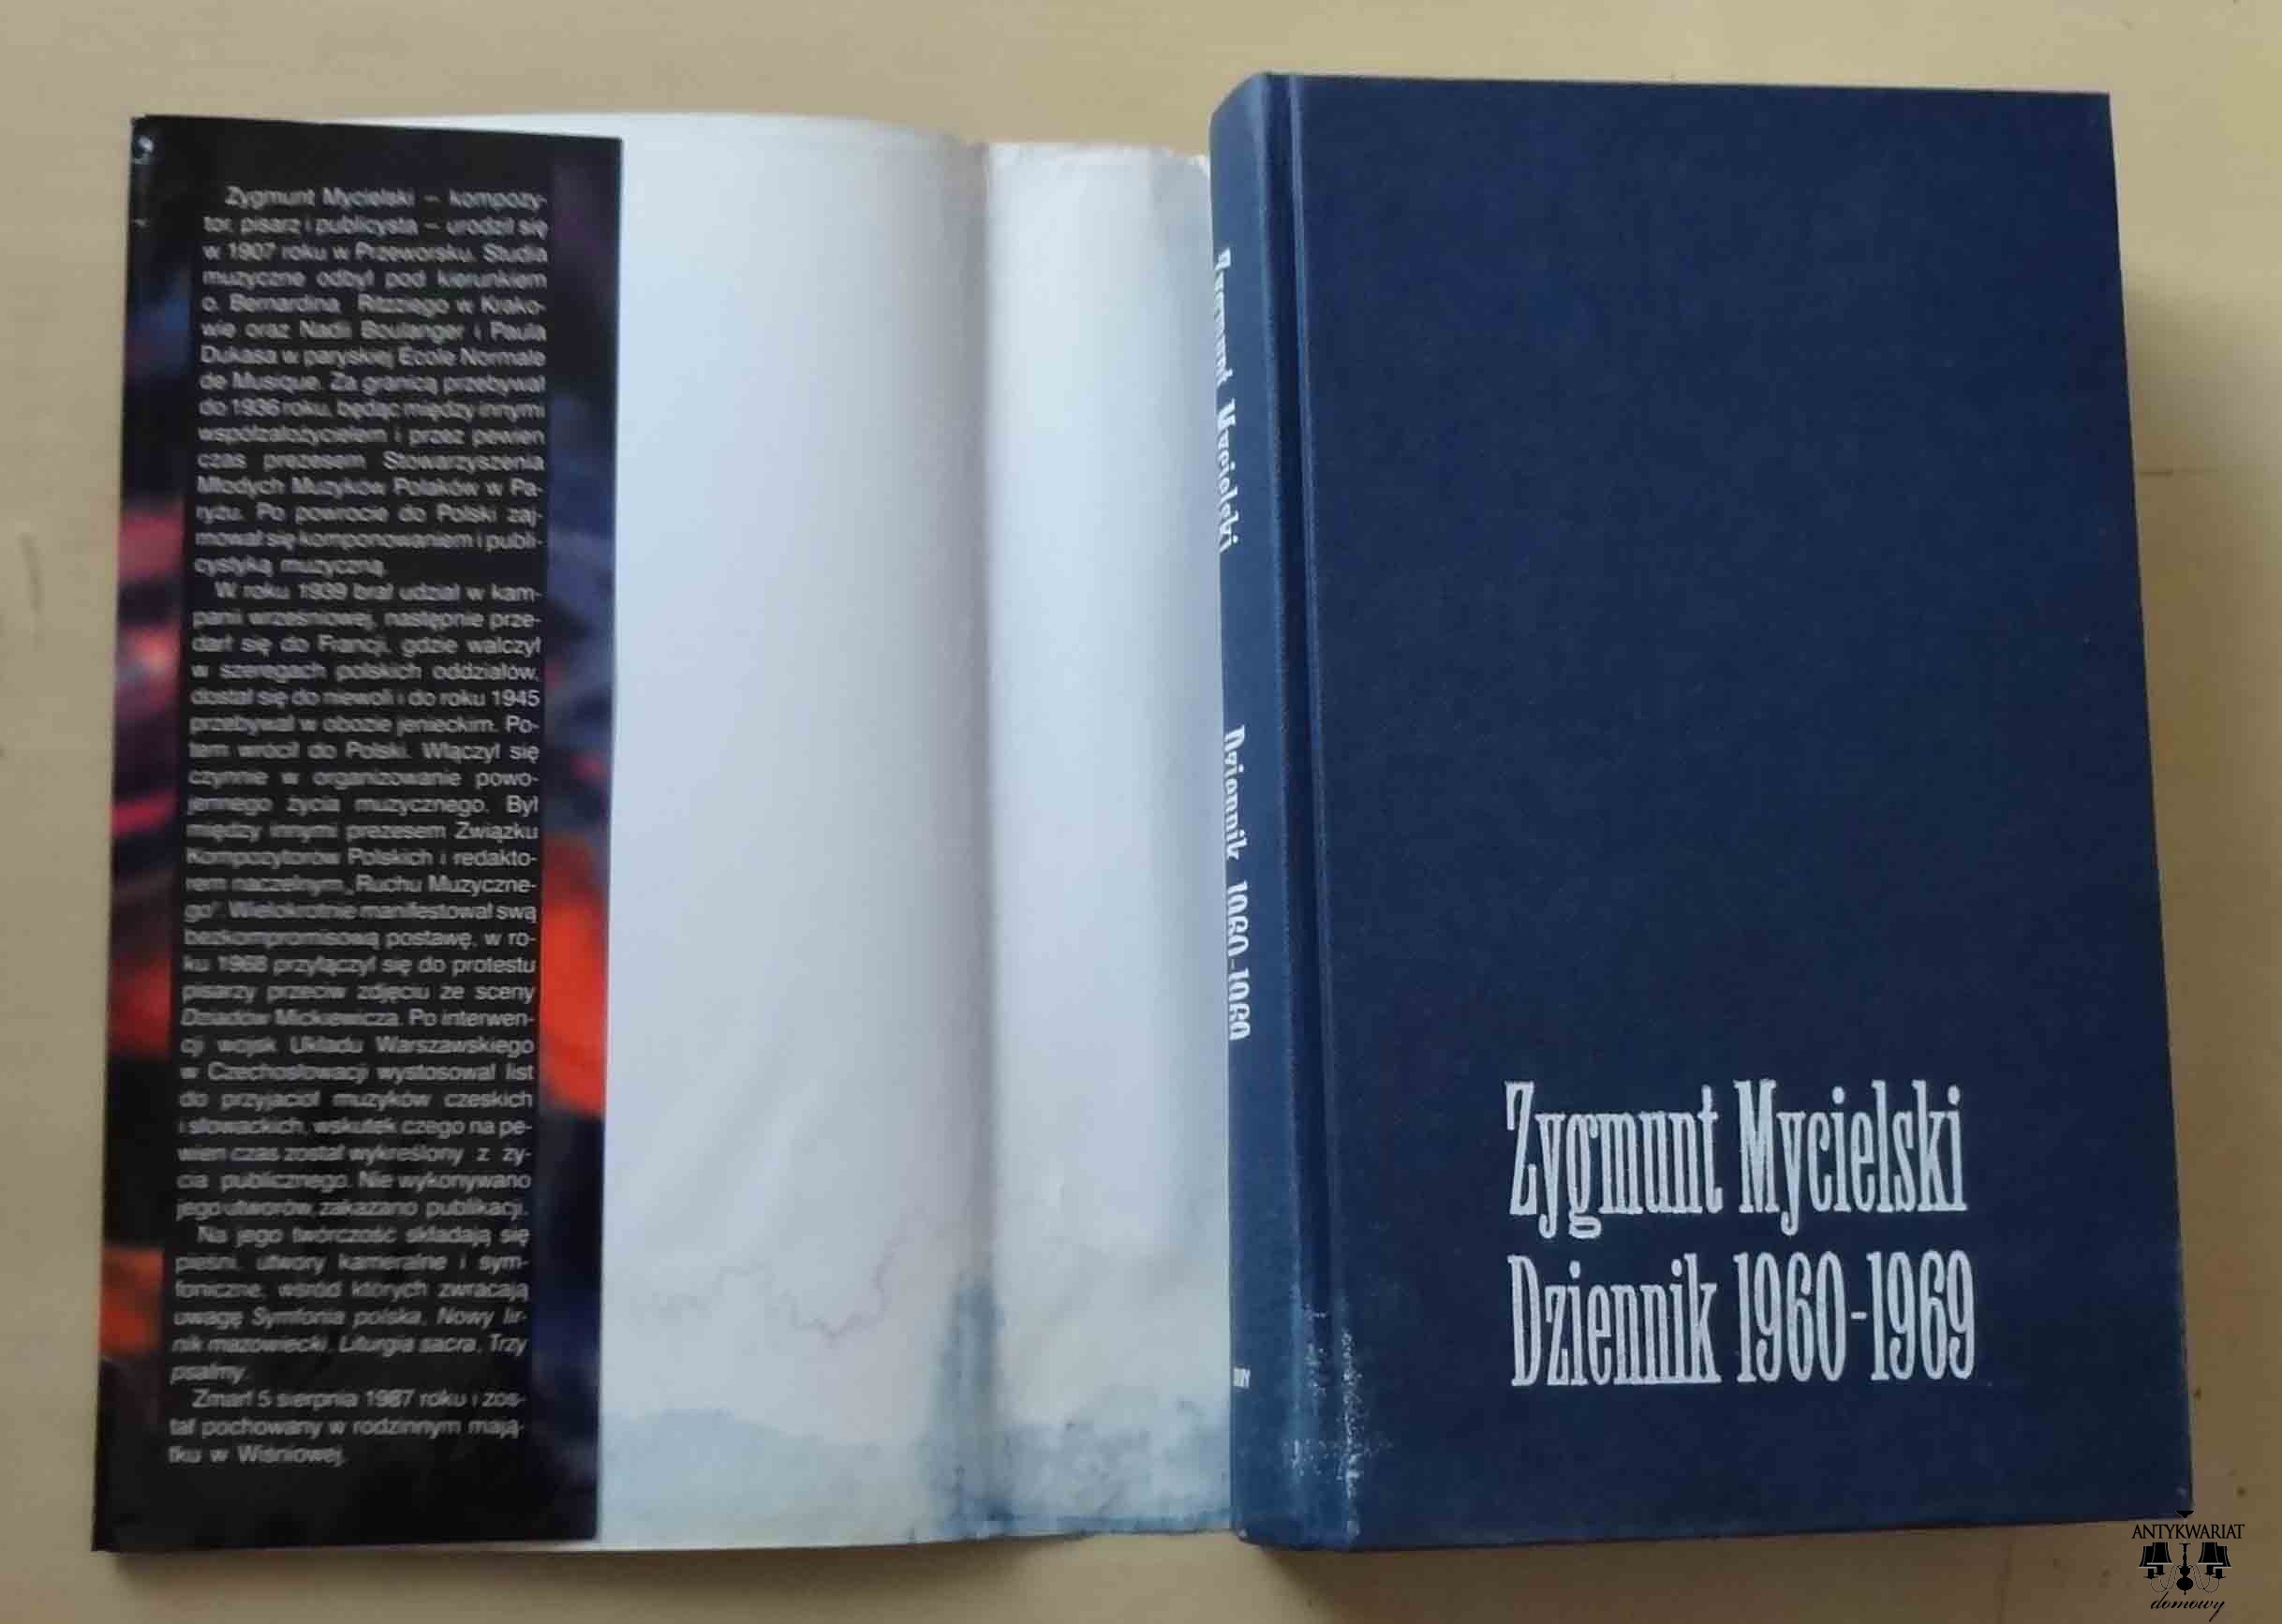 Zygmunt Mycielski – kompozy-
tor, pisarz i publicysta – urodził się
w 1907 roku w Przeworsku. Studia
muzyczne odbył pod kierunkiem
o. Bernardina Rizziego w Krako-
wie oraz Nadii Boulanger i Paula
Dukasa w paryskiej Ecole Normale
de Musique. Za granicą przebywał
do 1936 roku, będąc między innymi
współzałożycielem i przez pewien
czas prezesem Stowarzyszenia
Młodych Muzyków Polaków w Pa-
ryżu. Po powrocie do Polski zaj-
mował się komponowaniem i publi-
cystyką muzyczną.
W roku 1939 brał udział w kam-
panii wrześniowej, następnie prze-
darł się do Francji, gdzie walczył
w szeregach polskich oddziałów,
dostał się do niewoli i do roku 1945
przebywał w obozie jenieckim. Po-
tem wrócił do Polski. Włączył się
czynnie w organizowanie powo-
jennego życia muzycznego. Był
między innymi prezesem Związku
Kompozytorów Polskich i redakto-
rem naczelnym „Ruchu Muzyczne-
go". Wielokrotnie manifestował swą
bezkompromisową postawę, w ro-
ku 1968 przyłączył się do protestu
pisarzy przeciw zdjęciu ze sceny
Dziadów Mickiewicza. Po interwen-
cji wojsk Układu Warszawskiego
w Czechosłowacji wystosował list
do przyjaciół muzyków czeskich
i słowackich, wskutek czego na pe-
wien czas został wykreślony z ży-
cia publicznego. Nie wykonywano
jego utworów, zakazano publikacji.
Na jego twórczość składają się
pieśni, utwory kameralne i sym-
foniczne, wśród których zwracają
uwagę Symfonia polska, Nowy lir-
nik mazowiecki, Liturgia sacra, Trzy
psalmy.
Zmarł 5 sierpnia 1987 roku i zos-
tał pochowany w rodzinnym mają-
tku w Wiśniowej.
Zygmunt Mycielski Dziennik 1960-1969
Zygmunt Mycielski
Dziennik 1960-1969
ANTYKWARIAT
domowy